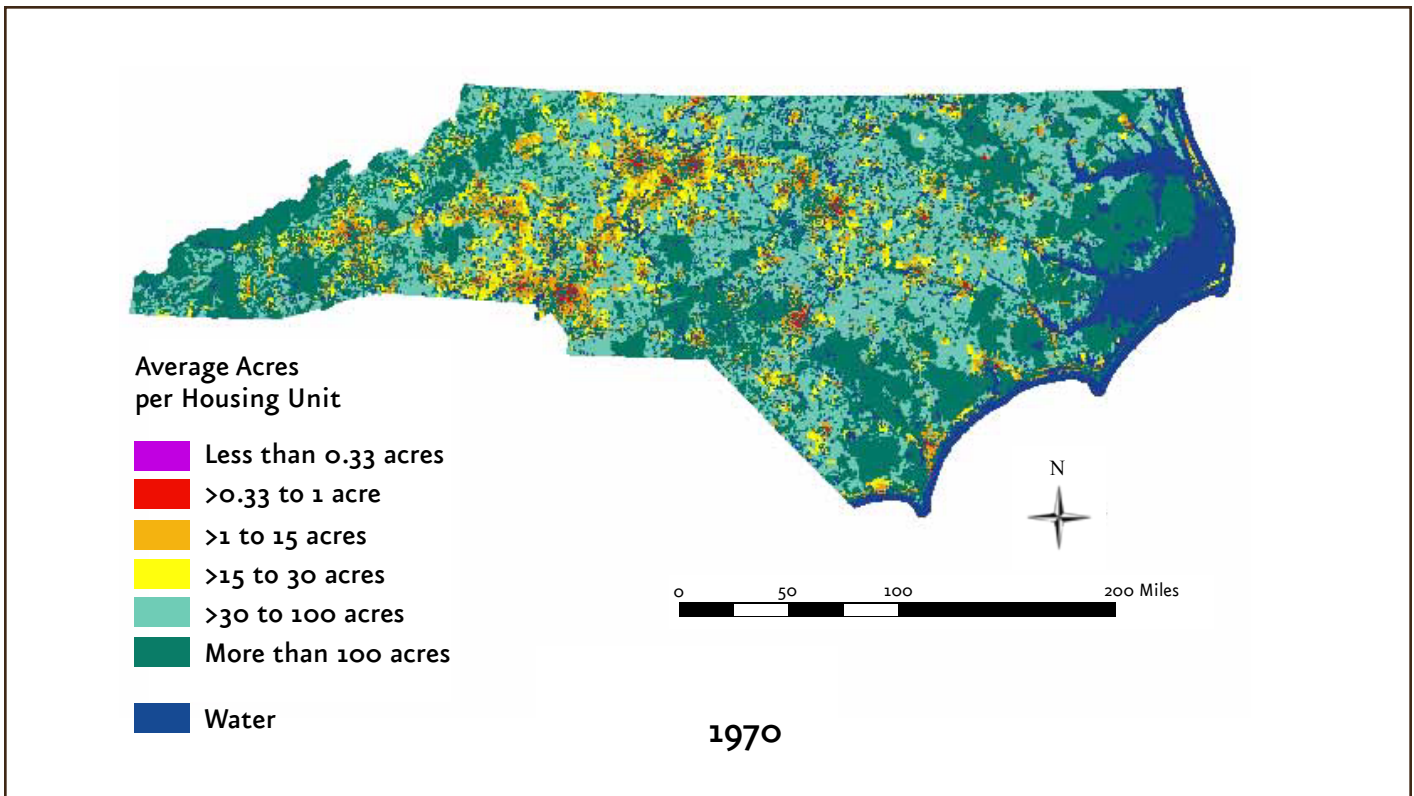 Average Acres
per Housing Unit
Less than 0.33 acres
>0.33 to 1 acre
>1 to 15 acres
>15 to 30 acres
>30 to 100 acres
More than 100 acres
Water
N
0 50 100 200 Miles
1970